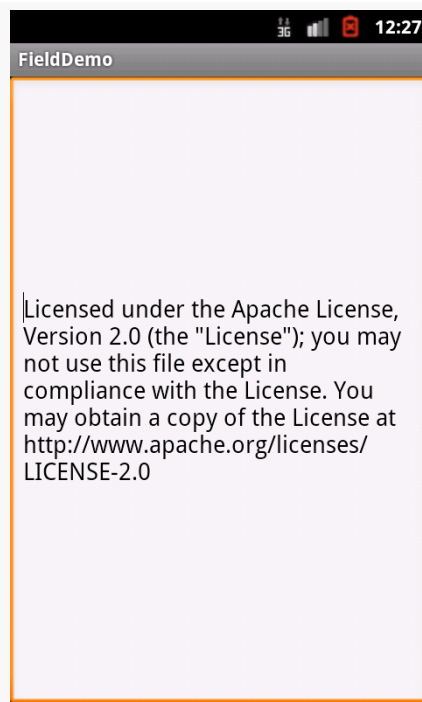 3G 12:27
FieldDemo
Licensed under the Apache License,
Version 2.0 (the "License"); you may
not use this file except in
compliance with the License. You
may obtain a copy of the License at
http://www.apache.org/licenses/
LICENSE-2.0